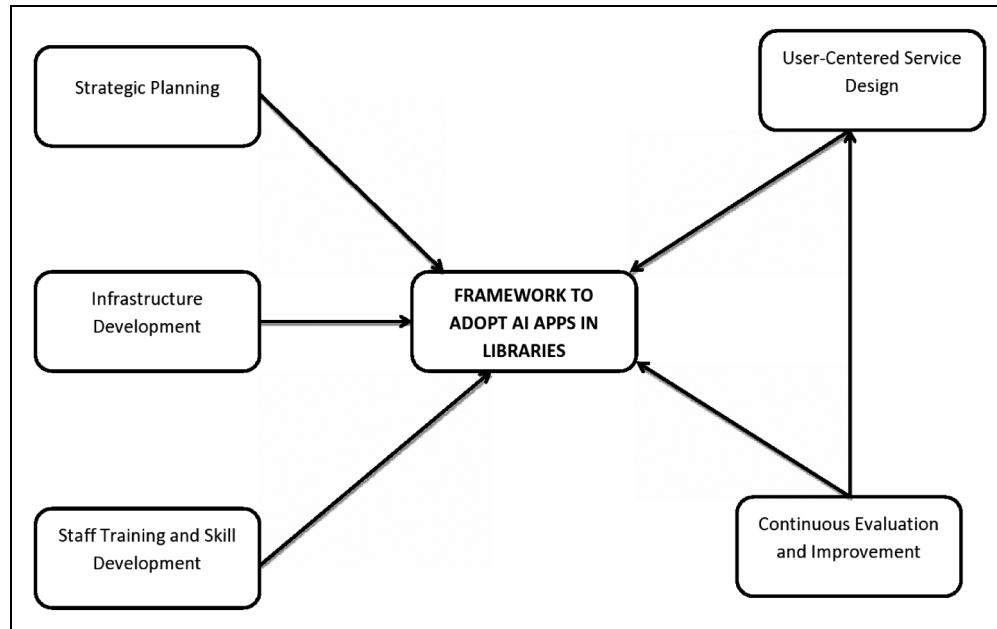 Strategic Planning
User-Centered Service
Design
Infrastructure
Development
FRAMEWORK TO
ADOPT AI APPS IN
LIBRARIES
Staff Training and Skill
Development
Continuous Evaluation
and Improvement